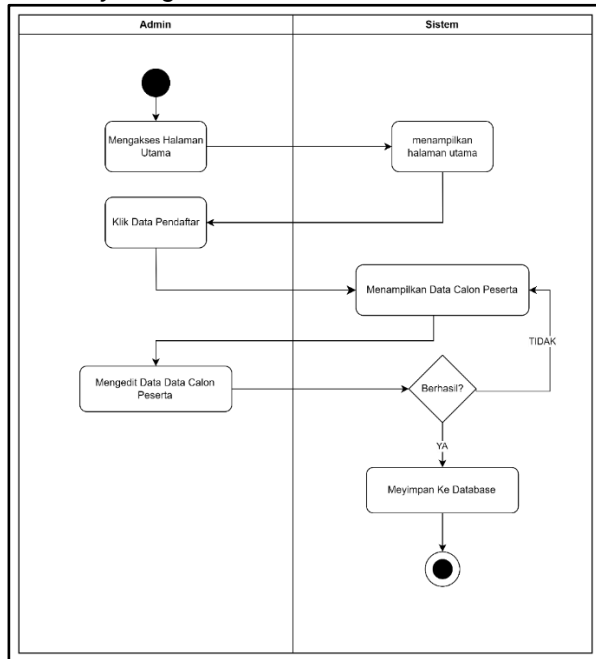 Admin
Sistem
Mengakses Halaman
Utama
menampilkan
halaman utama
Klik Data Pendaftar
Menampilkan Data Calon Peserta
TIDAK
Mengedit Data Data Calon
Peserta
Berhasil?
YA
Meyimpan Ke Database